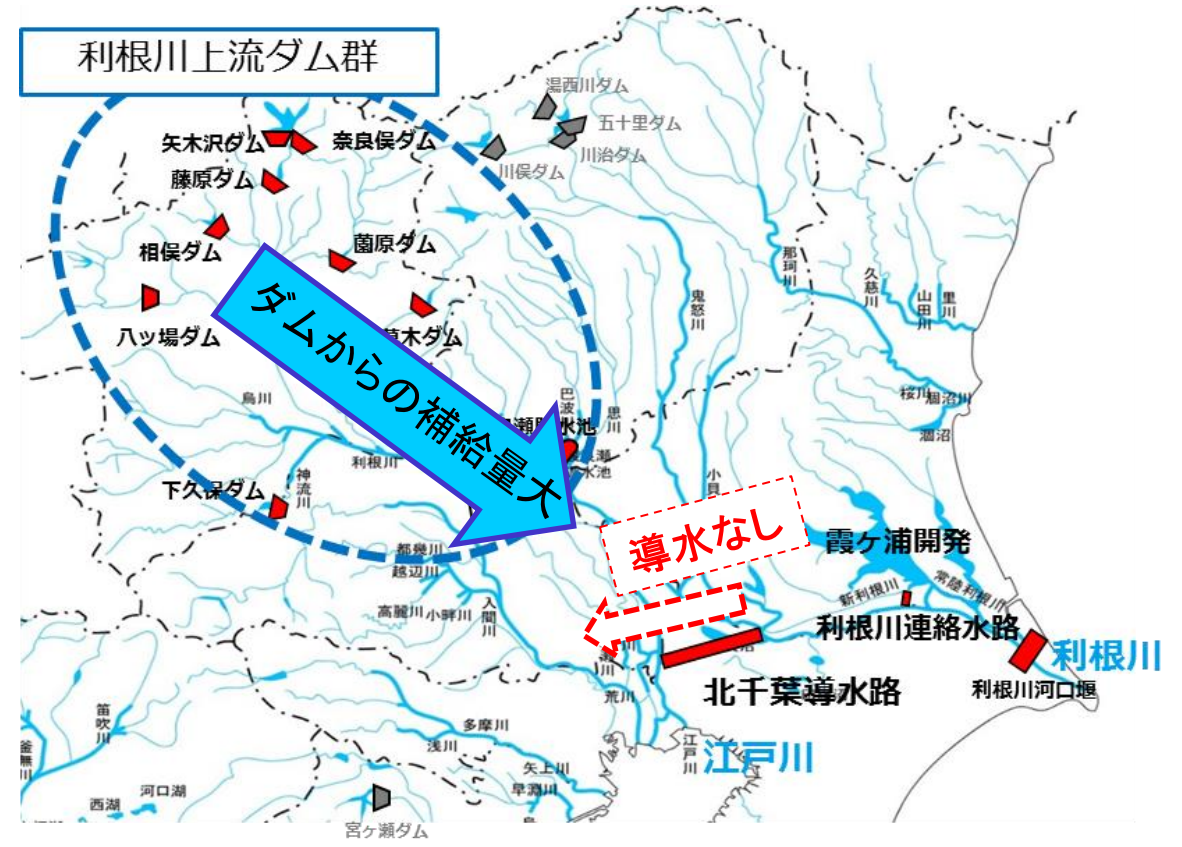 利根川上流ダム群
湯西川ダム
五十里ダム
川治ダム
川俣ダム
矢木沢ダム
奈良俣ダム
藤原ダム
相俣ダム
薗原ダム
八ッ場ダム
木ダム
ダムからの補給量大
那珂川
久慈川
山田川
里川
鬼怒川
桜川
涸沼川
涸沼
烏川
巴波
思川
水池
利根川
神流川
下久保ダム
小貝
導水なし
霞ヶ浦開発
都幾川
越辺川
高麗川
小畔川
入間川
新利根川
常陸利根川
利根川連絡水路
利根川
利根川河口堰
北千葉導水路
荒川
江戸川
江戸川
笛吹川
釜無川
多摩川
浅川
矢上川
早淵川
西湖
河口湖
宮ヶ瀬ダム